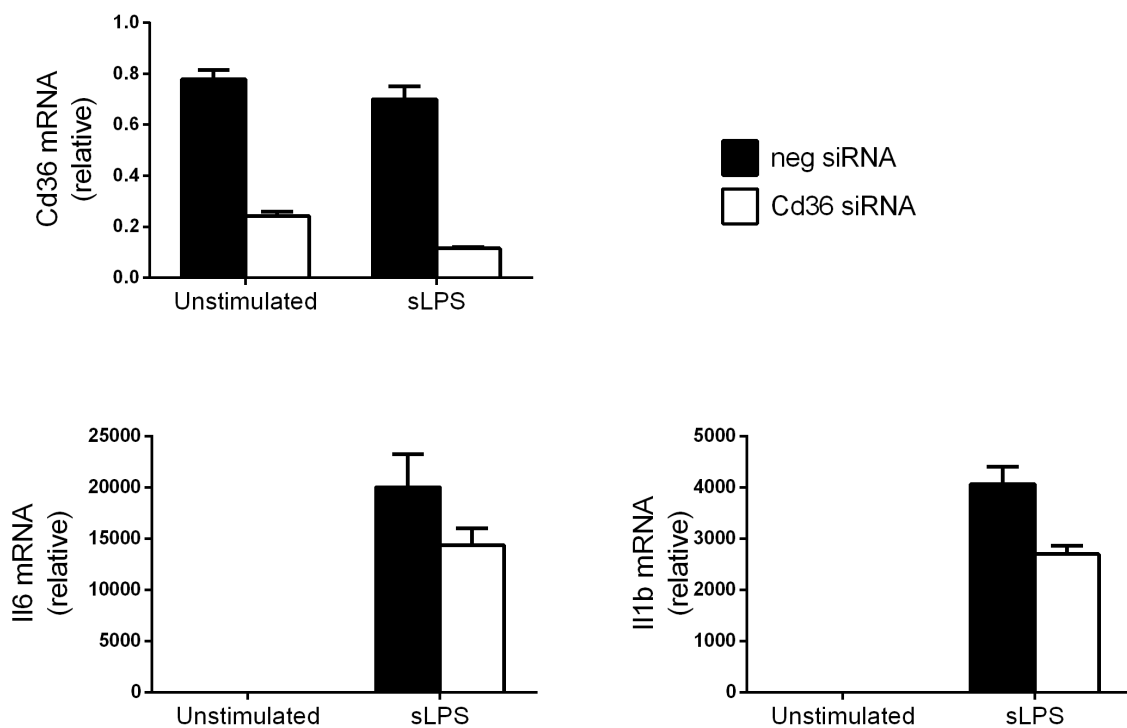 Cd36 mRNA
(relative)
1.0
0.8
0.6
0.4
0.2
0.0
Unstimulated
sLPS
neg siRNA
Cd36 siRNA
Il6 mRNA
(relative)
25000
20000
15000
10000
5000
0
Unstimulated
sLPS
Il1b mRNA
(relative)
5000
4000
3000
2000
1000
0
Unstimulated
sLPS